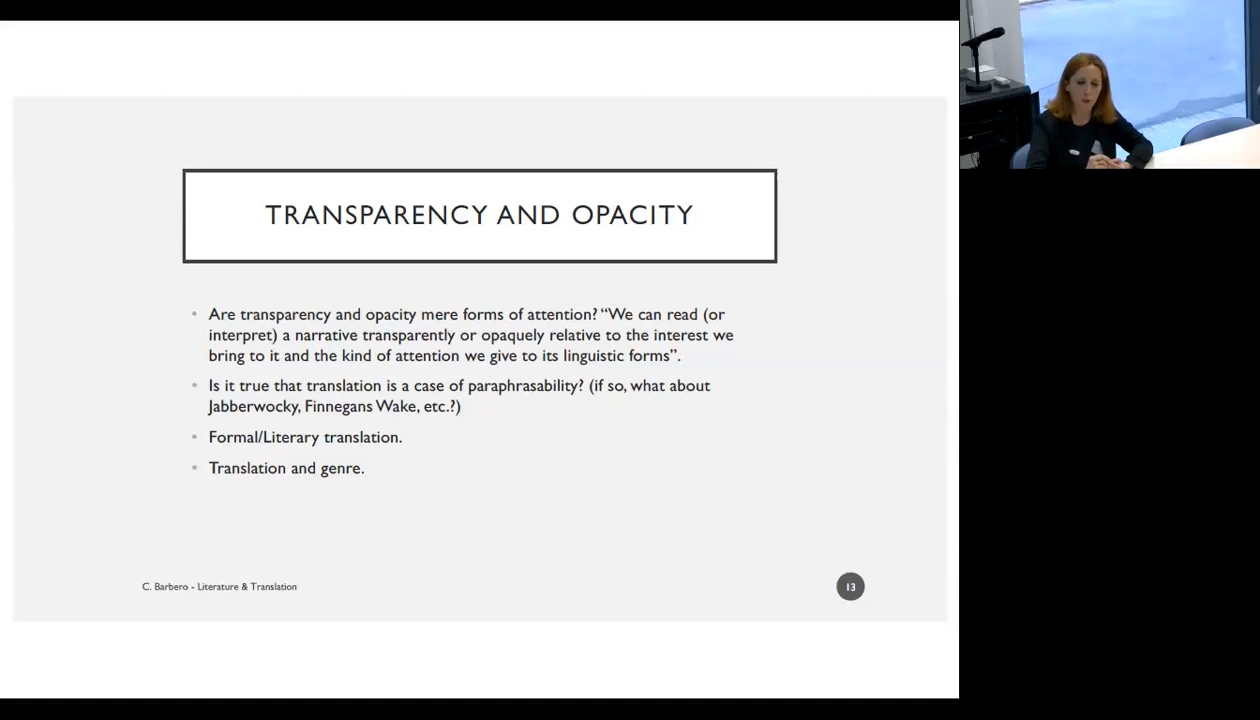 TRANSPARENCY AND OPACITY
• Are transparency and opacity mere forms of attention? “We can read (or
interpret) a narrative transparently or opaquely relative to the interest we
bring to it and the kind of attention we give to its linguistic forms”.
• Is it true that translation is a case of paraphrasability? (if so, what about
Jabberwocky, Finnegans Wake, etc.?)
• Formal/Literary translation.
• Translation and genre.
C. Barbero - Literature & Translation
13